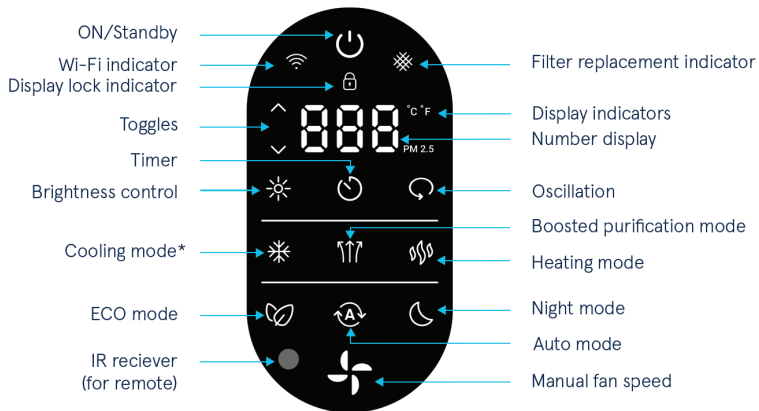 ON/Standby
Wi-Fi indicator
Display lock indicator
Toggles
Timer
Brightness control
Cooling mode*
ECO mode
IR reciever
(for remote)
888
°C °F
PM 2.5
A
Filter replacement indicator
Display indicators
Number display
Oscillation
Boosted purification mode
Heating mode
Night mode
Auto mode
Manual fan speed